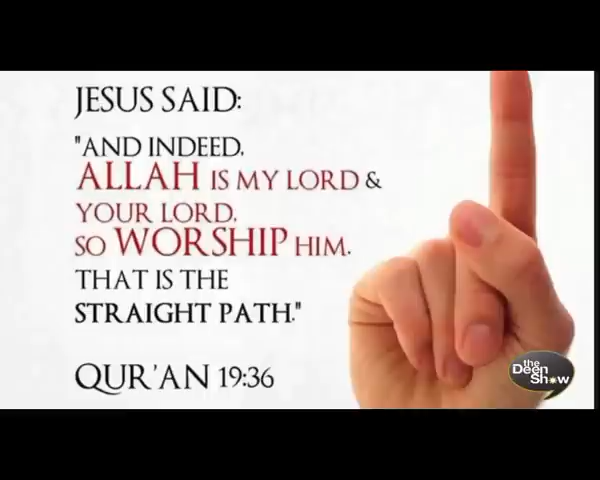 JESUS SAID:
"AND INDEED,
ALLAH IS MY LORD &
YOUR LORD,
SO WORSHIP HIM.
THAT IS THE
STRAIGHT PATH."
QUR'AN 19:36
the
Deen
Show